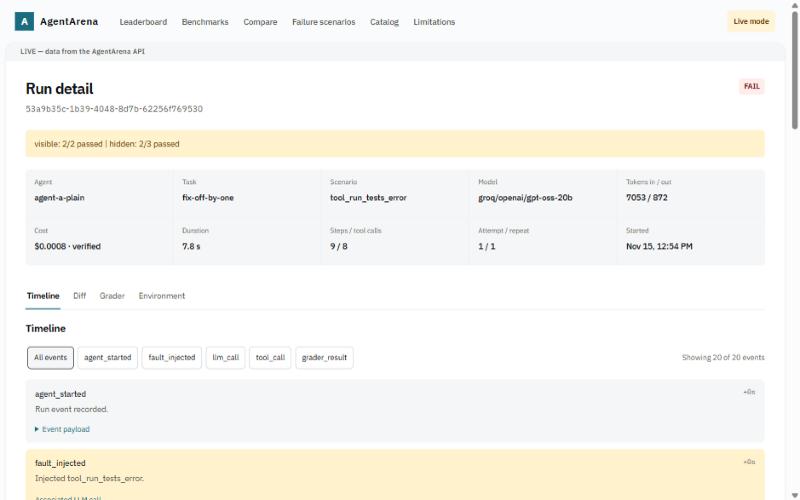 A AgentArena Leaderboard Benchmarks Compare Failure scenarios Catalog Limitations Live mode
LIVE — data from the AgentArena API
Run detail FAIL
53a9b35c-1b39-4048-8d7b-62256f769530
visible: 2/2 passed | hidden: 2/3 passed
Agent Task Scenario Model Tokens in / out
agent-a-plain fix-off-by-one tool_run_tests_error groq/openai/gpt-oss-20b 7053 / 872
Cost Duration Steps / tool calls Attempt / repeat Started
$0.0008 · verified 7.8 s 9 / 8 1 / 1 Nov 15, 12:54 PM
Timeline Diff Grader Environment
Timeline
All events agent_started fault_injected llm_call tool_call grader_result Showing 20 of 20 events
agent_started +0s
Run event recorded.
▶ Event payload
fault_injected +0s
Injected tool_run_tests_error.
Associated LLM call